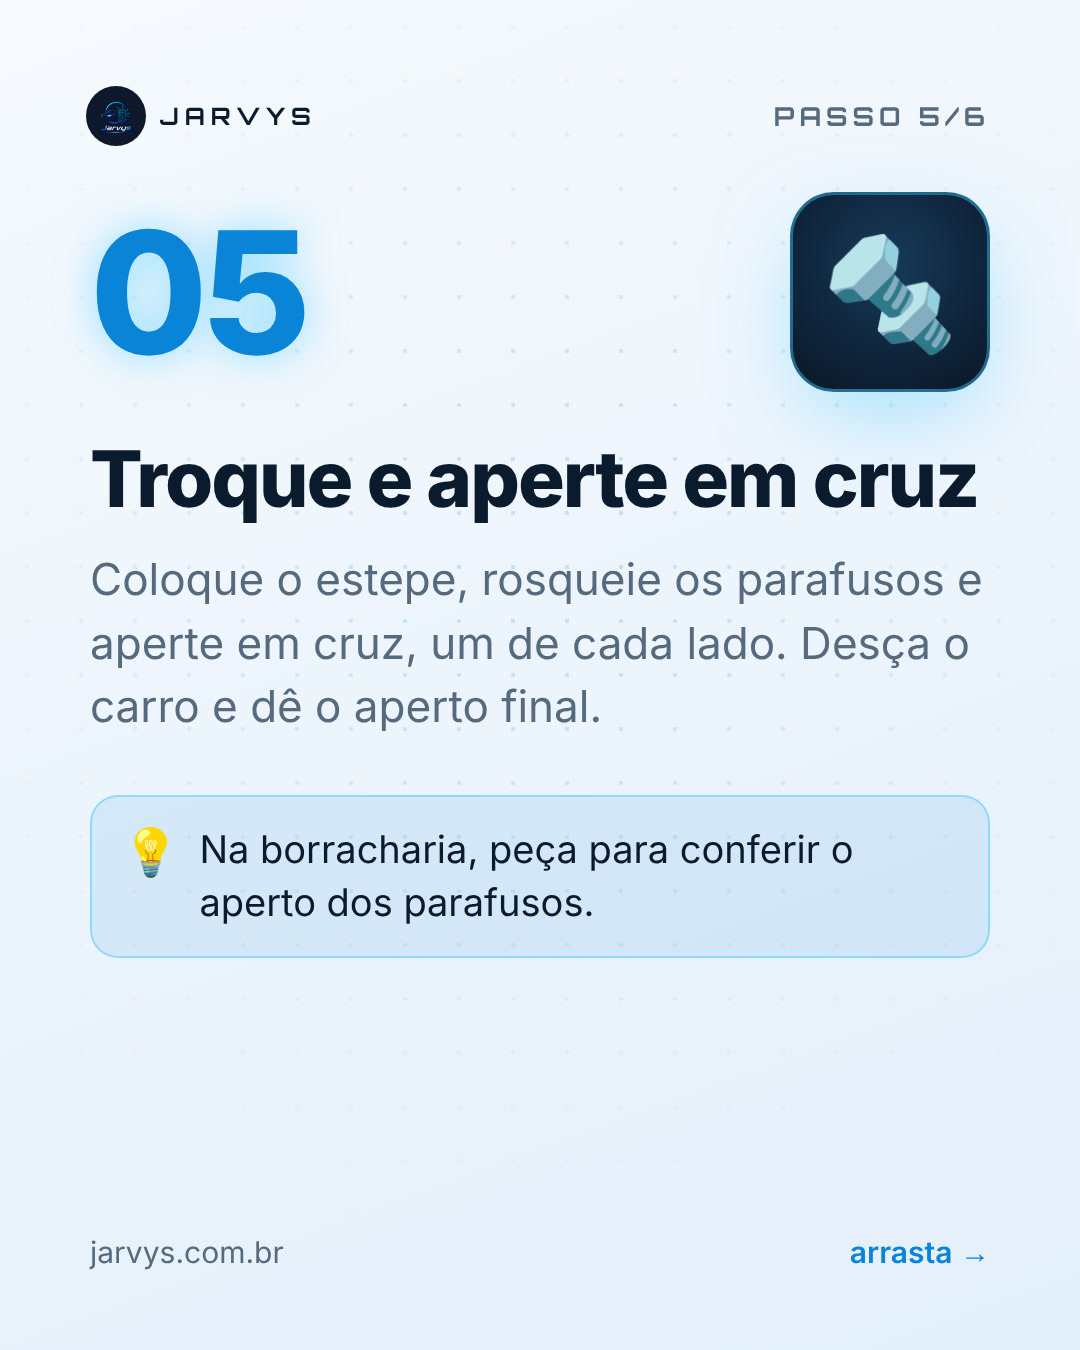 Jarvys
JARVYS
PASSO 5/6
05
Troque e aperte em cruz
Coloque o estepe, rosqueie os parafusos e
aperte em cruz, um de cada lado. Desça o
carro e dê o aperto final.
Na borracharia, peça para conferir o
aperto dos parafusos.
jarvys.com.br
arrasta →